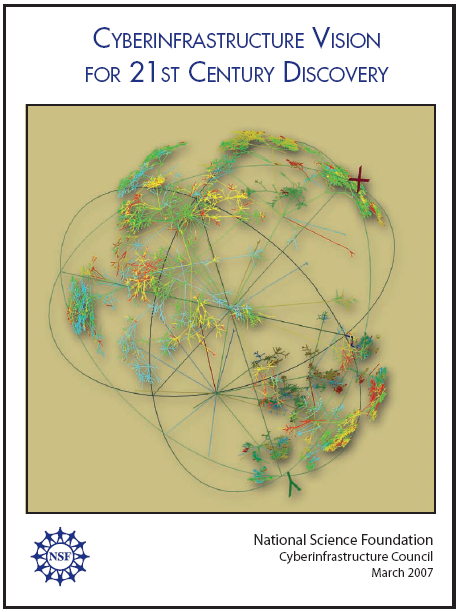 CYBERINFRASTRUCTURE VISION
FOR 21ST CENTURY DISCOVERY
X
Y
NSF
National Science Foundation
Cyberinfrastructure Council
March 2007